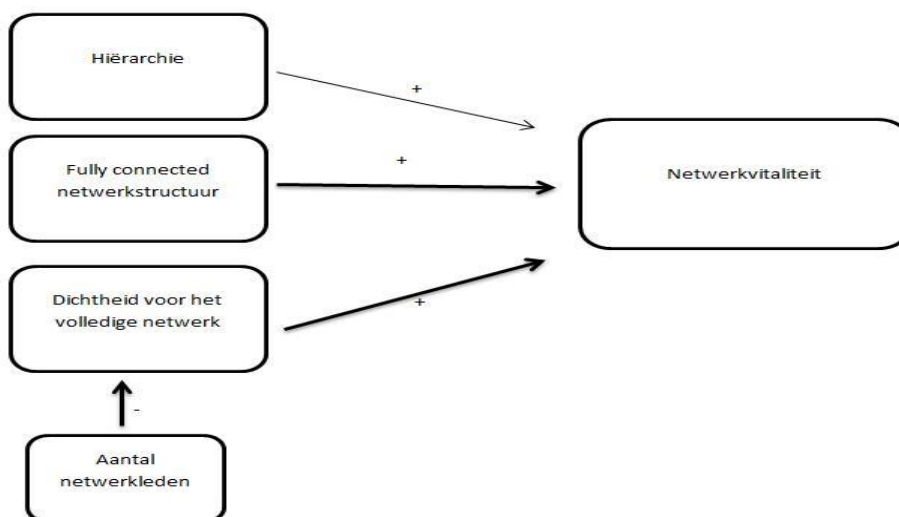 Hiërarchie
+
Fully connected
netwerkstructuur
+
Netwerkvitaliteit
Dichtheid voor het
volledige netwerk
+
-
Aantal
netwerkleden